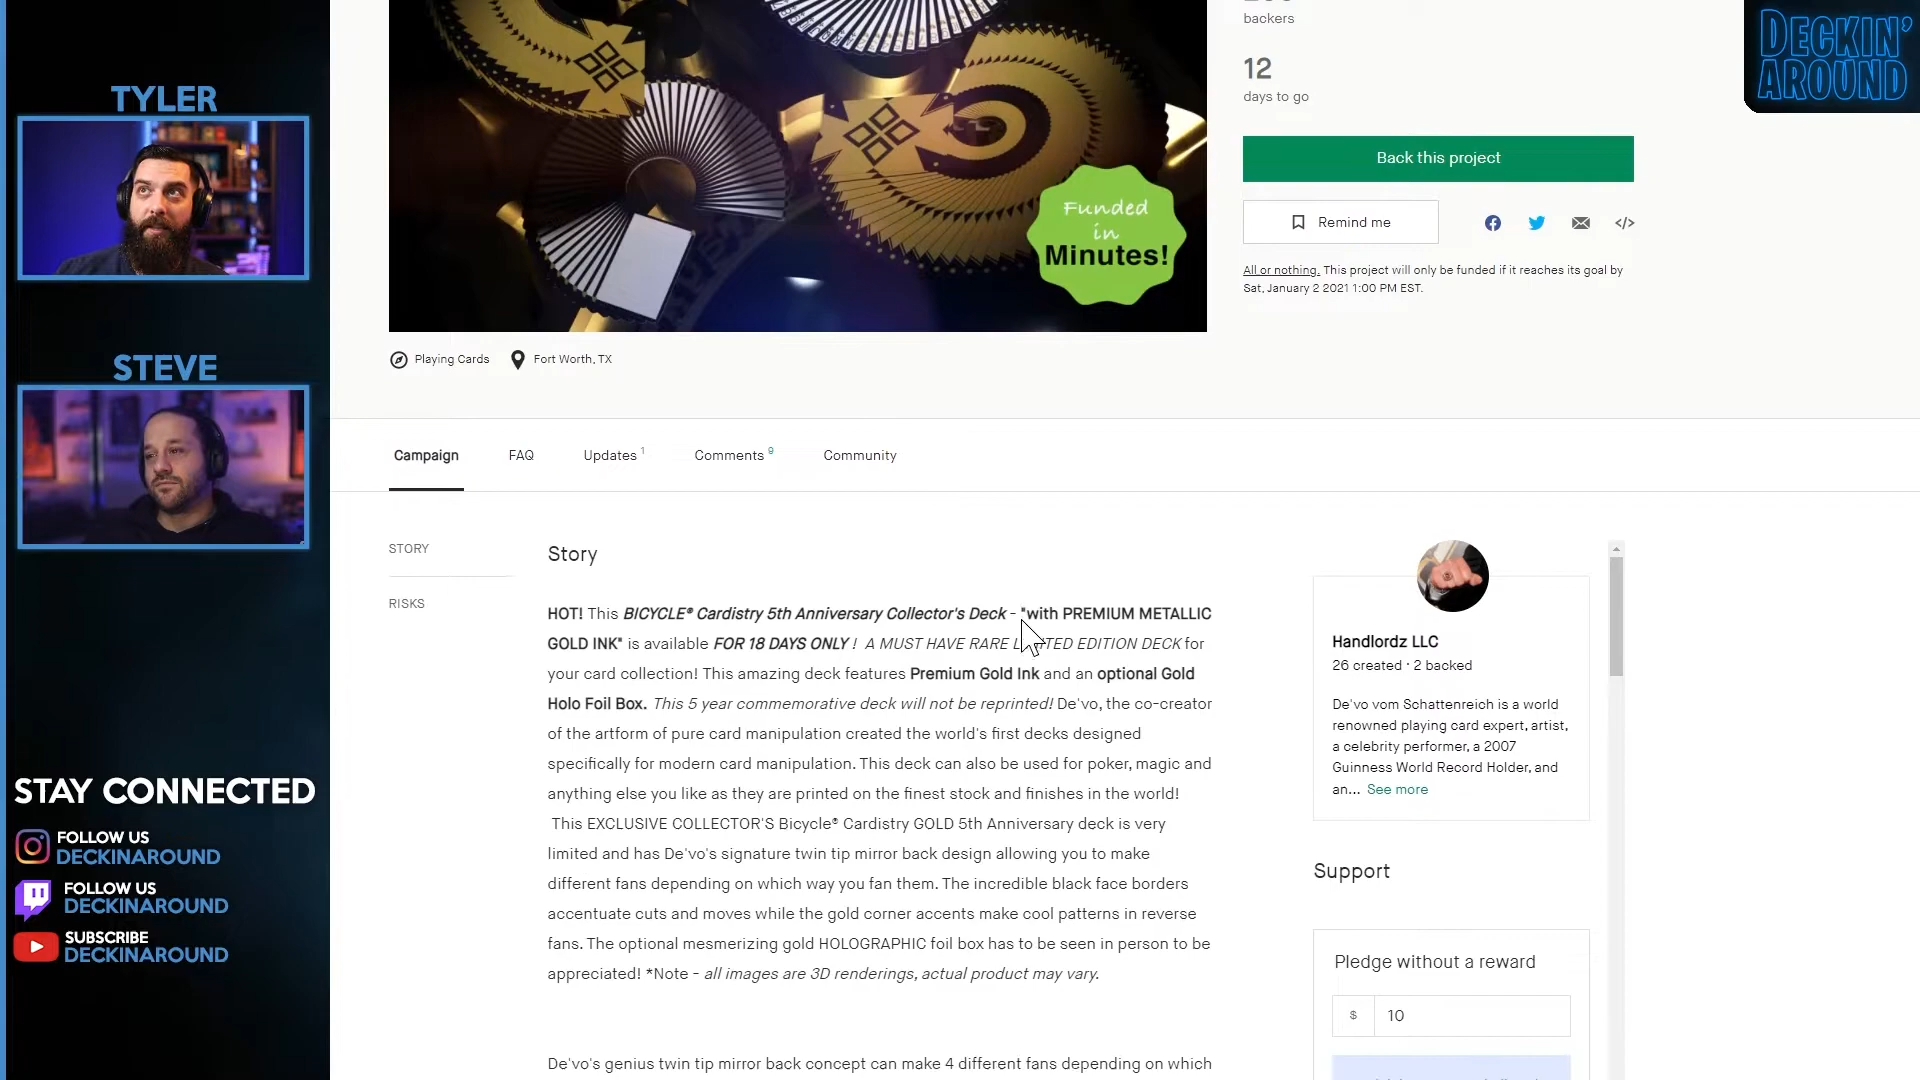 TYLER
STEVE
STAY CONNECTED
FOLLOW US
DECKINAROUND
FOLLOW US
DECKINAROUND
SUBSCRIBE
DECKINAROUND
DECKIN'
AROUND
Funded
in
Minutes!
backers
12
days to go
Back this project
Remind me
All or nothing. This project will only be funded if it reaches its goal by
Sat, January 2 2021 1:00 PM EST.
Playing Cards
Fort Worth, TX
Campaign
FAQ
Updates 1
Comments 9
Community
STORY
RISKS
Story
HOT! This BICYCLE® Cardistry 5th Anniversary Collector's Deck - "with PREMIUM METALLIC
GOLD INK" is available FOR 18 DAYS ONLY ! A MUST HAVE RARE LIMITED EDITION DECK for
your card collection! This amazing deck features Premium Gold Ink and an optional Gold
Holo Foil Box. This 5 year commemorative deck will not be reprinted! De'vo, the co-creator
of the artform of pure card manipulation created the world's first decks designed
specifically for modern card manipulation. This deck can also be used for poker, magic and
anything else you like as they are printed on the finest stock and finishes in the world!
This EXCLUSIVE COLLECTOR'S Bicycle® Cardistry GOLD 5th Anniversary deck is very
limited and has De'vo's signature twin tip mirror back design allowing you to make
different fans depending on which way you fan them. The incredible black face borders
accentuate cuts and moves while the gold corner accents make cool patterns in reverse
fans. The optional mesmerizing gold HOLOGRAPHIC foil box has to be seen in person to be
appreciated! *Note - all images are 3D renderings, actual product may vary.
De'vo's genius twin tip mirror back concept can make 4 different fans depending on which
Handlordz LLC
26 created · 2 backed
De'vo vom Schattenreich is a world
renowned playing card expert, artist,
a celebrity performer, a 2007
Guinness World Record Holder, and
an... See more
Support
Pledge without a reward
$ 10